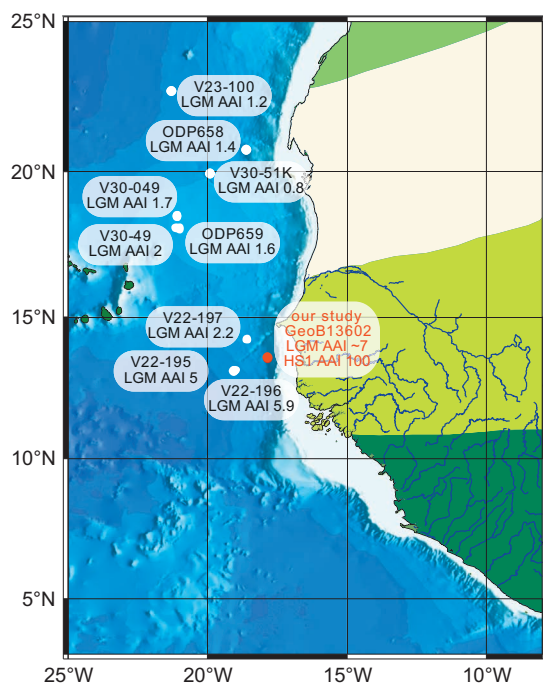 25°N
V23-100
LGM AAI 1.2
ODP658
LGM AAI 1.4
20°N
V30-51K
LGM AAI 0.8
V30-049
LGM AAI 1.7
V30-49
LGM AAI 2
ODP659
LGM AAI 1.6
15°N
V22-197
LGM AAI 2.2
our study
GeoB13602
LGM AAI ~7
HS1 AAI 100
V22-195
LGM AAI 5
V22-196
LGM AAI 5.9
10°N
5°N
25°W
20°W
15°W
10°W